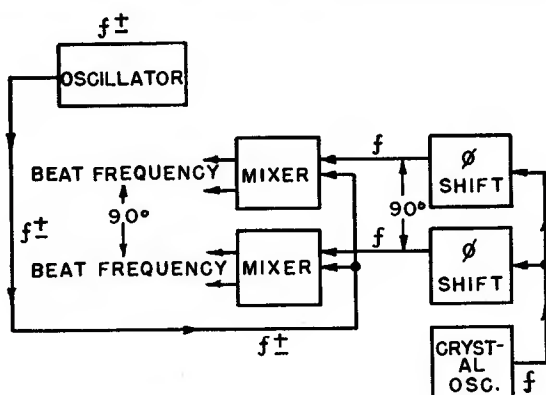 f±
OSCILLATOR
f
BEAT FREQUENCY
MIXER
Ø
SHIFT
f±
90°
90°
f
BEAT FREQUENCY
MIXER
Ø
SHIFT
f±
CRYST-
AL
OSC.
f